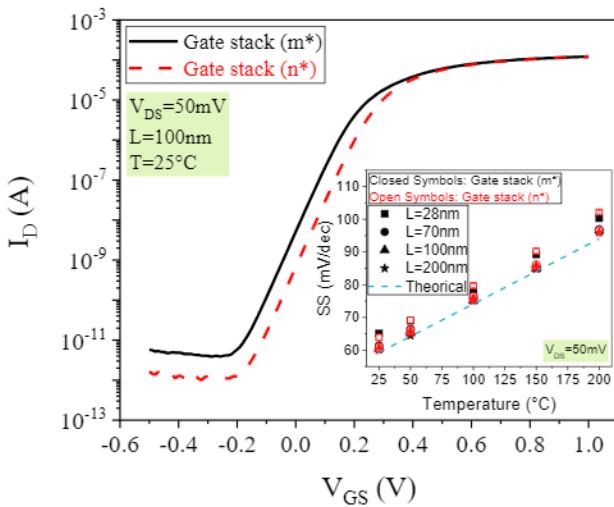 10⁻³
10⁻⁵
10⁻⁷
10⁻⁹
10⁻¹¹
10⁻¹³
I_D (A)
Gate stack (m*)
Gate stack (n*)
V_DS=50mV
L=100nm
T=25°C
-0.6 -0.4 -0.2 0.0 0.2 0.4 0.6 0.8 1.0
V_GS (V)
110
100
90
80
70
60
SS (mV/dec)
Closed Symbols: Gate stack (m*)
Open Symbols: Gate stack (n*)
L=28nm
L=70nm
L=100nm
L=200nm
Theorical
V_DS=50mV
25 50 75 100 125 150 175 200
Temperature (°C)